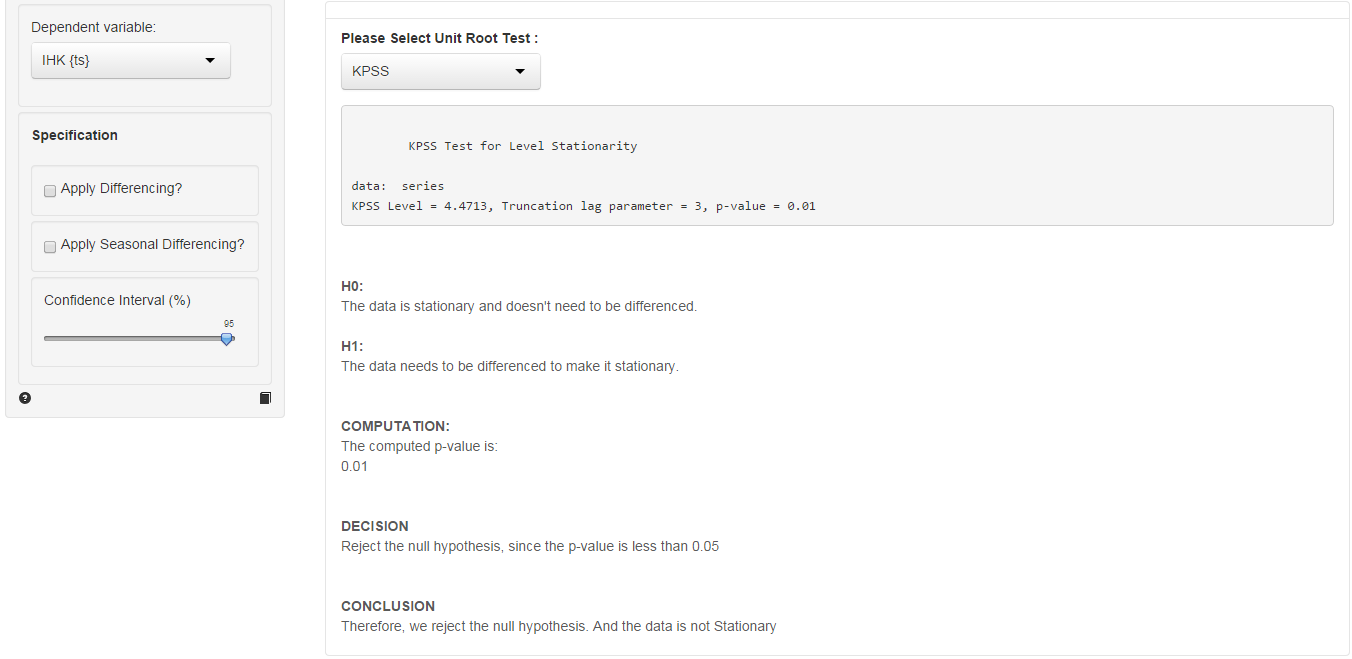 Dependent variable:
IHK {ts}
Specification
Apply Differencing?
Apply Seasonal Differencing?
Confidence Interval (%)
95
Please Select Unit Root Test :
KPSS
KPSS Test for Level Stationarity
data:  series
KPSS Level = 4.4713, Truncation lag parameter = 3, p-value = 0.01
H0:
The data is stationary and doesn't need to be differenced.
H1:
The data needs to be differenced to make it stationary.
COMPUTATION:
The computed p-value is:
0.01
DECISION
Reject the null hypothesis, since the p-value is less than 0.05
CONCLUSION
Therefore, we reject the null hypothesis. And the data is not Stationary